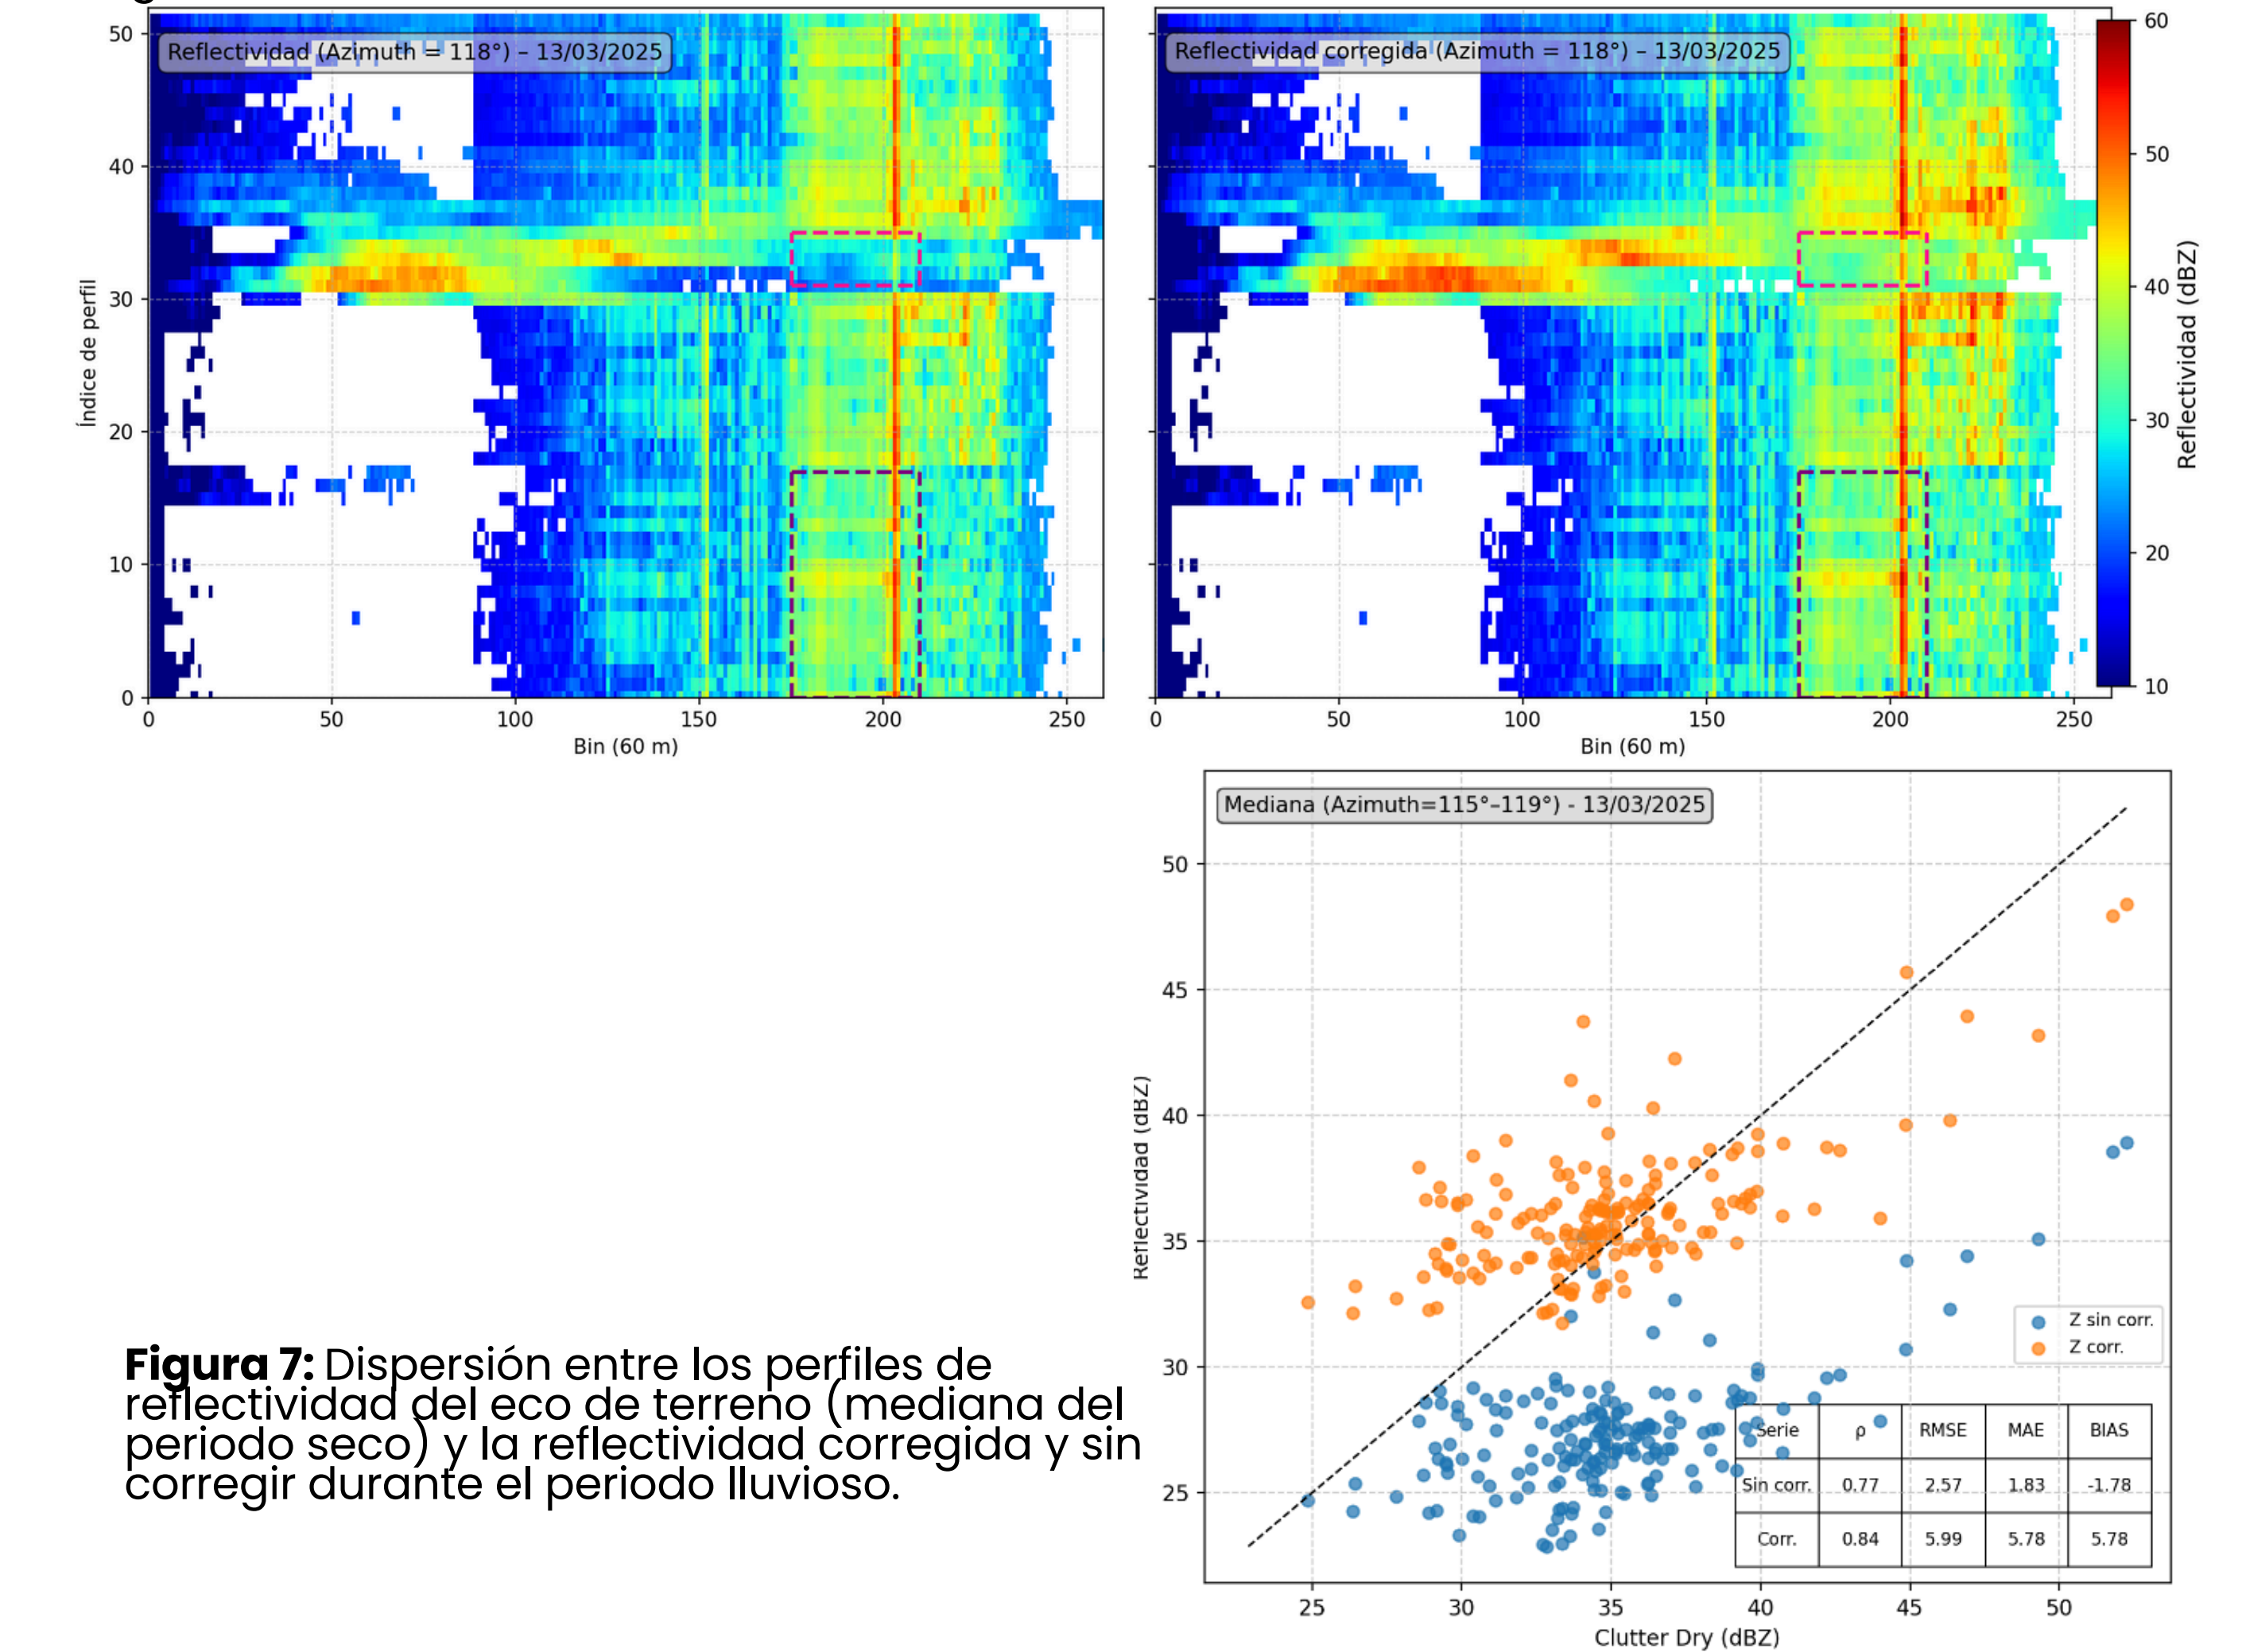 Reflectividad (Azimuth = 118°) – 13/03/2025
50
40
30
20
10
0
Índice de perfil
0 50 100 150 200 250
Bin (60 m)
Reflectividad corregida (Azimuth = 118°) – 13/03/2025
0 50 100 150 200 250
Bin (60 m)
60
50
40
30
20
10
Reflectividad (dBZ)
Mediana (Azimuth=115°–119°) - 13/03/2025
50
45
40
35
30
25
Reflectividad (dBZ)
Z sin corr.
Z corr.
Serie ρ RMSE MAE BIAS
Sin corr. 0.77 2.57 1.83 -1.78
Corr. 0.84 5.99 5.78 5.78
25 30 35 40 45 50
Clutter Dry (dBZ)
Figura 7: Dispersión entre los perfiles de
reflectividad del eco de terreno (mediana del
periodo seco) y la reflectividad corregida y sin
corregir durante el periodo lluvioso.